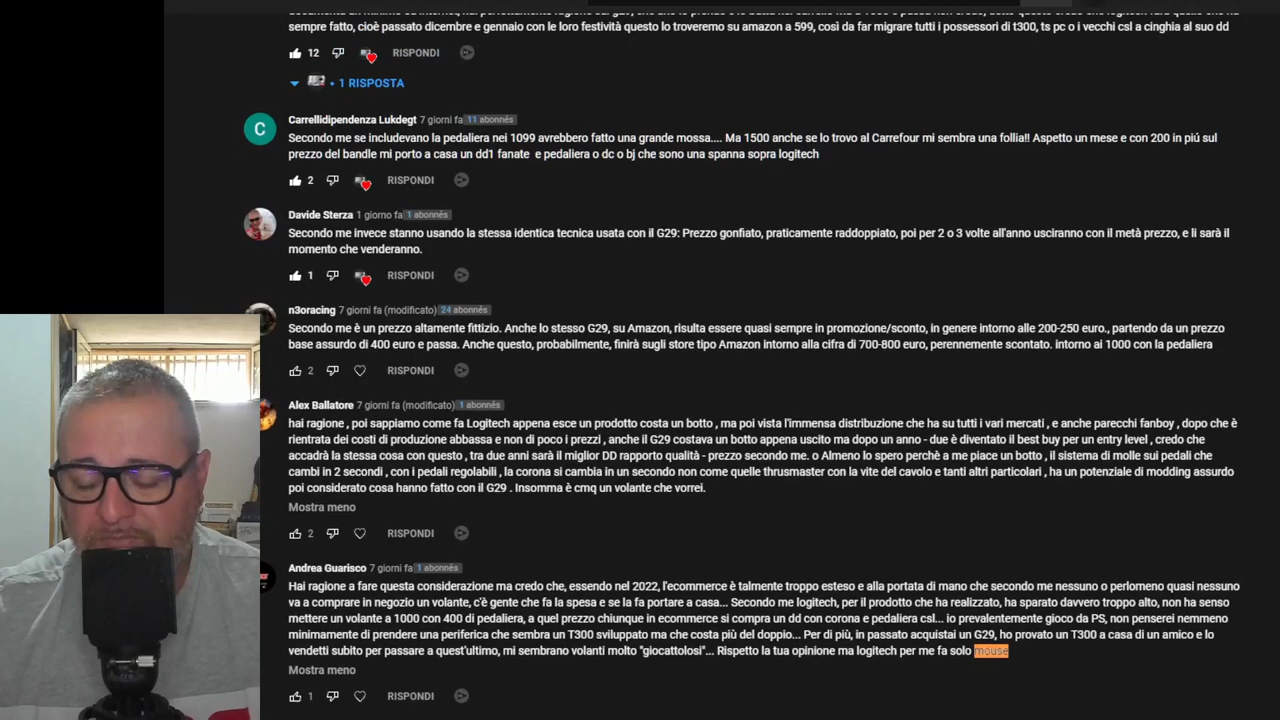 sempre fatto, cioè passato dicembre e gennaio con le loro festività questo lo troveremo su amazon a 599, così da far migrare tutti i possessori di t300, ts pc o i vecchi csl a cinghia al suo dd
12 RISPONDI
• 1 RISPOSTA
C
Carrellidipendenza Lukdegt 7 giorni fa 11 abonnés
Secondo me se includevano la pedaliera nei 1099 avrebbero fatto una grande mossa.... Ma 1500 anche se lo trovo al Carrefour mi sembra una follia!! Aspetto un mese e con 200 in piú sul
prezzo del bandle mi porto a casa un dd1 fanate e pedaliera o dc o bj che sono una spanna sopra logitech
2 RISPONDI
Davide Sterza 1 giorno fa 1 abonnés
Secondo me invece stanno usando la stessa identica tecnica usata con il G29: Prezzo gonfiato, praticamente raddoppiato, poi per 2 o 3 volte all'anno usciranno con il metà prezzo, e li sarà il
momento che venderanno.
1 RISPONDI
n3oracing 7 giorni fa (modificato) 24 abonnés
Secondo me è un prezzo altamente fittizio. Anche lo stesso G29, su Amazon, risulta essere quasi sempre in promozione/sconto, in genere intorno alle 200-250 euro., partendo da un prezzo
base assurdo di 400 euro e passa. Anche questo, probabilmente, finirà sugli store tipo Amazon intorno alla cifra di 700-800 euro, perennemente scontato. intorno ai 1000 con la pedaliera
2 RISPONDI
Alex Ballatore 7 giorni fa (modificato) 1 abonnés
hai ragione , poi sappiamo come fa Logitech appena esce un prodotto costa un botto , ma poi vista l'immensa distribuzione che ha su tutti i vari mercati , e anche parecchi fanboy , dopo che è
rientrata dei costi di produzione abbassa e non di poco i prezzi , anche il G29 costava un botto appena uscito ma dopo un anno - due è diventato il best buy per un entry level , credo che
accadrà la stessa cosa con questo , tra due anni sarà il miglior DD rapporto qualità - prezzo secondo me. o Almeno lo spero perchè a me piace un botto , il sistema di molle sui pedali che
cambi in 2 secondi , con i pedali regolabili , la corona si cambia in un secondo non come quelle thrusmaster con la vite del cavolo e tanti altri particolari , ha un potenziale di modding assurdo
poi considerato cosa hanno fatto con il G29 . Insomma è cmq un volante che vorrei.
Mostra meno
2 RISPONDI
Andrea Guarisco 7 giorni fa 1 abonnés
Hai ragione a fare questa considerazione ma credo che, essendo nel 2022, l'ecommerce è talmente troppo esteso e alla portata di mano che secondo me nessuno o perlomeno quasi nessuno
va a comprare in negozio un volante, c'è gente che fa la spesa e se la fa portare a casa... Secondo me logitech, per il prodotto che ha realizzato, ha sparato davvero troppo alto, non ha senso
mettere un volante a 1000 con 400 di pedaliera, a quel prezzo chiunque in ecommerce si compra un dd con corona e pedaliera csl... io prevalentemente gioco da PS, non penserei nemmeno
minimamente di prendere una periferica che sembra un T300 sviluppato ma che costa più del doppio... Per di più, in passato acquistai un G29, ho provato un T300 a casa di un amico e lo
vendetti subito per passare a quest'ultimo, mi sembrano volanti molto "giocattolosi"... Rispetto la tua opinione ma logitech per me fa solo mouse
Mostra meno
1 RISPONDI